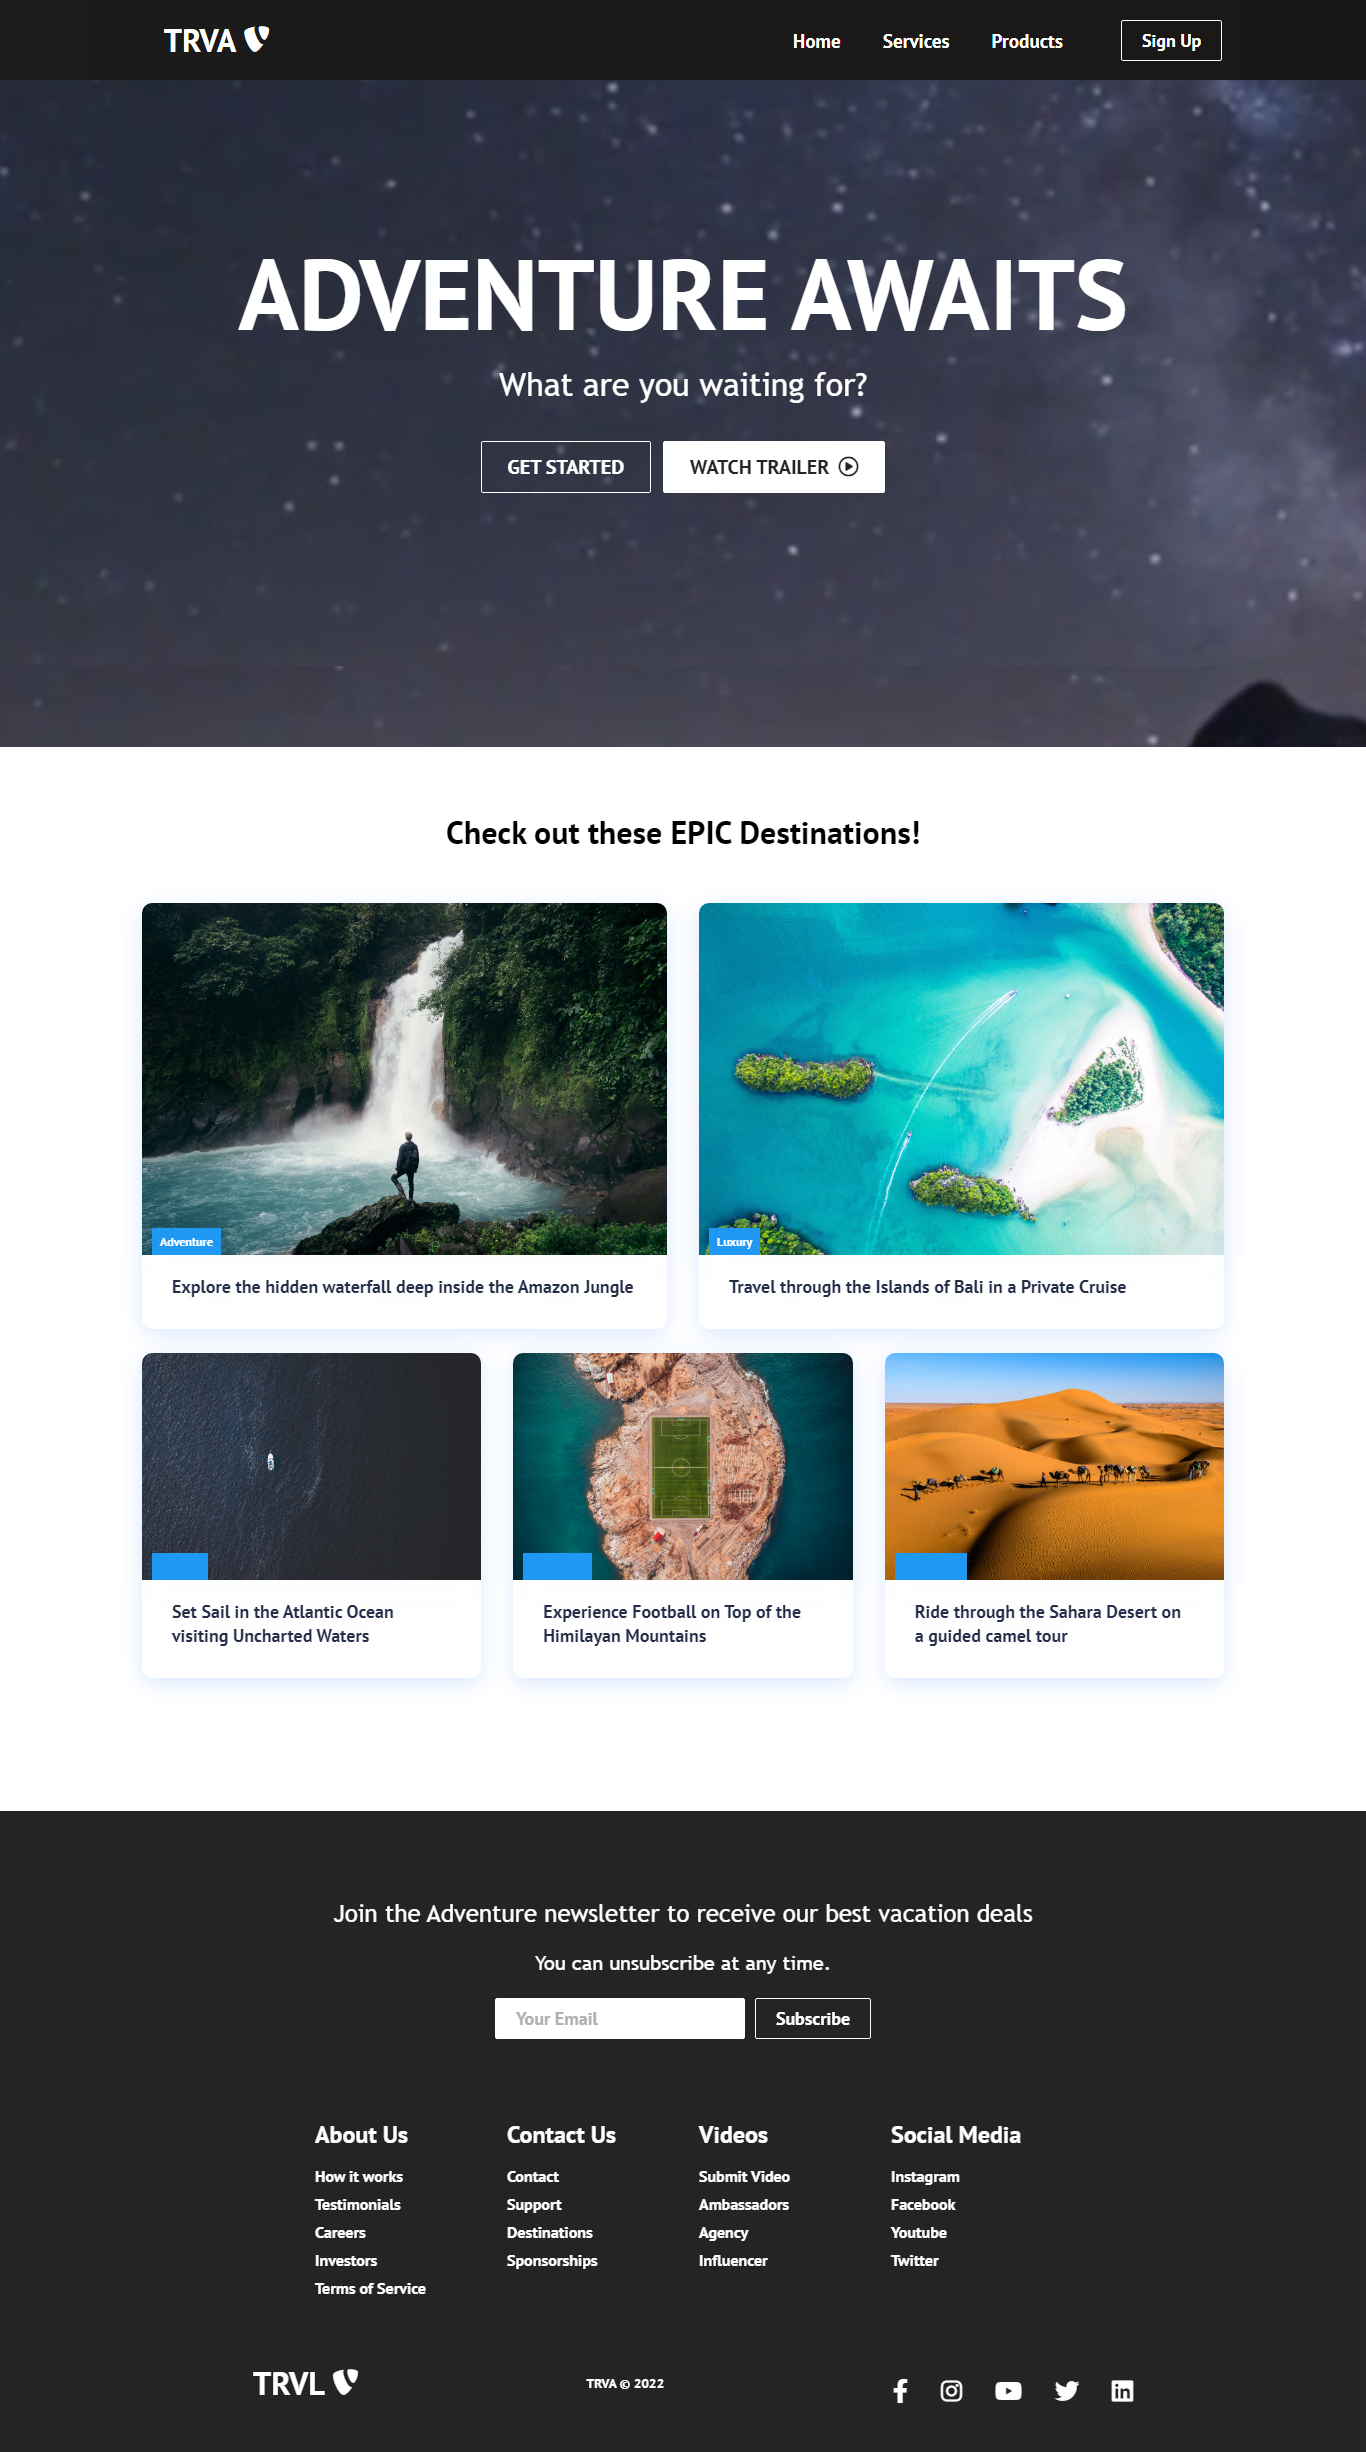 TRVA
Home
Services
Products
Sign Up
ADVENTURE AWAITS
What are you waiting for?
GET STARTED
WATCH TRAILER
Check out these EPIC Destinations!
Adventure
Luxury
Explore the hidden waterfall deep inside the Amazon Jungle
Travel through the Islands of Bali in a Private Cruise
Set Sail in the Atlantic Ocean
visiting Uncharted Waters
Experience Football on Top of the
Himilayan Mountains
Ride through the Sahara Desert on
a guided camel tour
Join the Adventure newsletter to receive our best vacation deals
You can unsubscribe at any time.
Your Email
Subscribe
About Us
How it works
Testimonials
Careers
Investors
Terms of Service
Contact Us
Contact
Support
Destinations
Sponsorships
Videos
Submit Video
Ambassadors
Agency
Influencer
Social Media
Instagram
Facebook
Youtube
Twitter
TRVL
TRVA © 2022